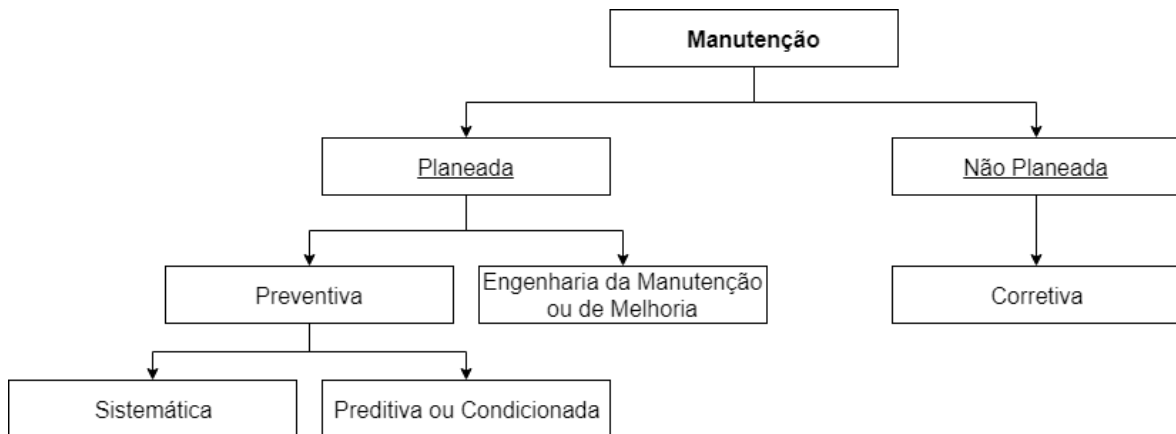 Manutenção
Planeada
Não Planeada
Preventiva
Engenharia da Manutenção
ou de Melhoria
Corretiva
Sistemática
Preditiva ou Condicionada